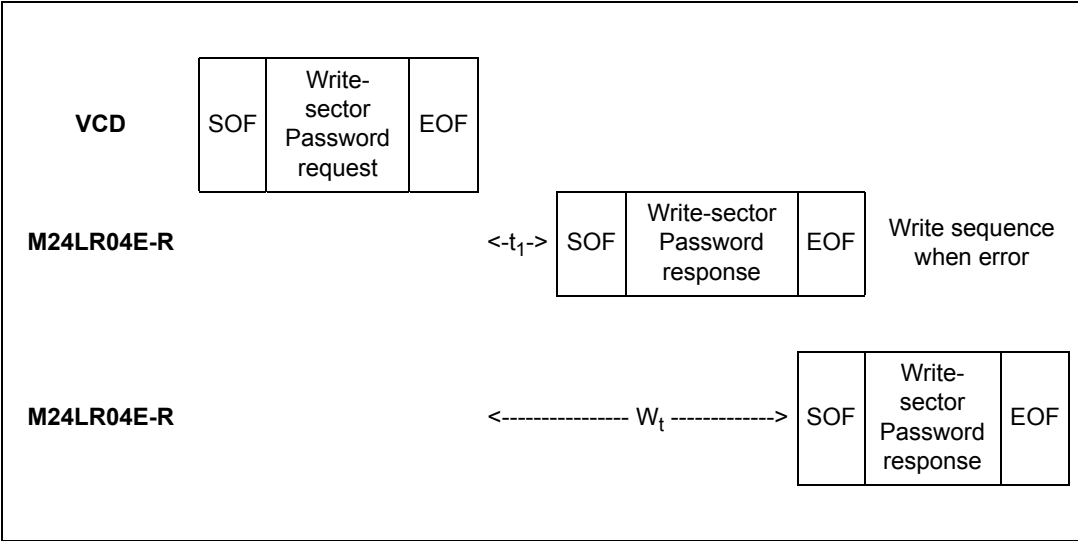 VCD
SOF
Write-
sector
Password
request
EOF
M24LR04E-R
<-t₁->
SOF
Write-sector
Password
response
EOF
Write sequence
when error
M24LR04E-R
<---------------- Wₜ ------------->
SOF
Write-
sector
Password
response
EOF